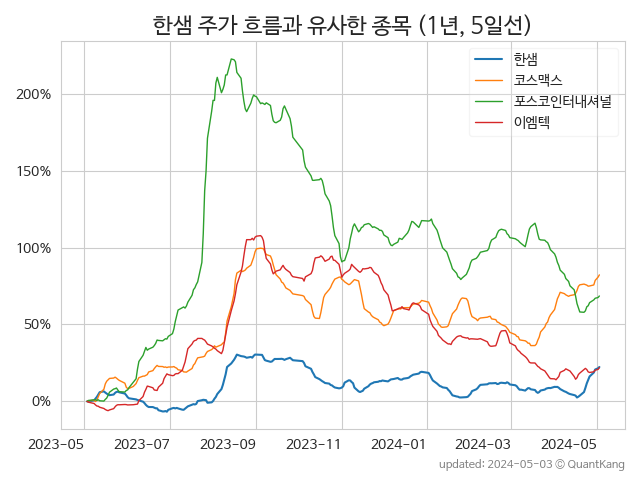 한샘 주가 흐름과 유사한 종목 (1년, 5일선)
한샘
코스맥스
포스코인터내셔널
이엠텍
200%
150%
100%
50%
0%
2023-05 2023-07 2023-09 2023-11 2024-01 2024-03 2024-05
updated: 2024-05-03 © QuantKang